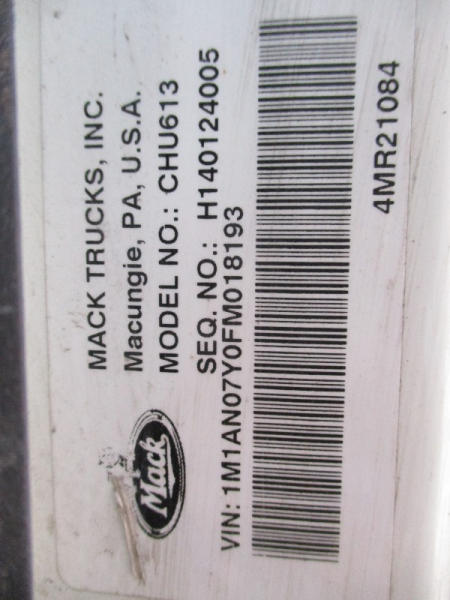 MACK TRUCKS, INC.
Macungie, PA, U.S.A.
MODEL NO.: CHU613
SEQ. NO.: H140124005
Mack
VIN: 1M1AN07Y0FM018193
4MR21084